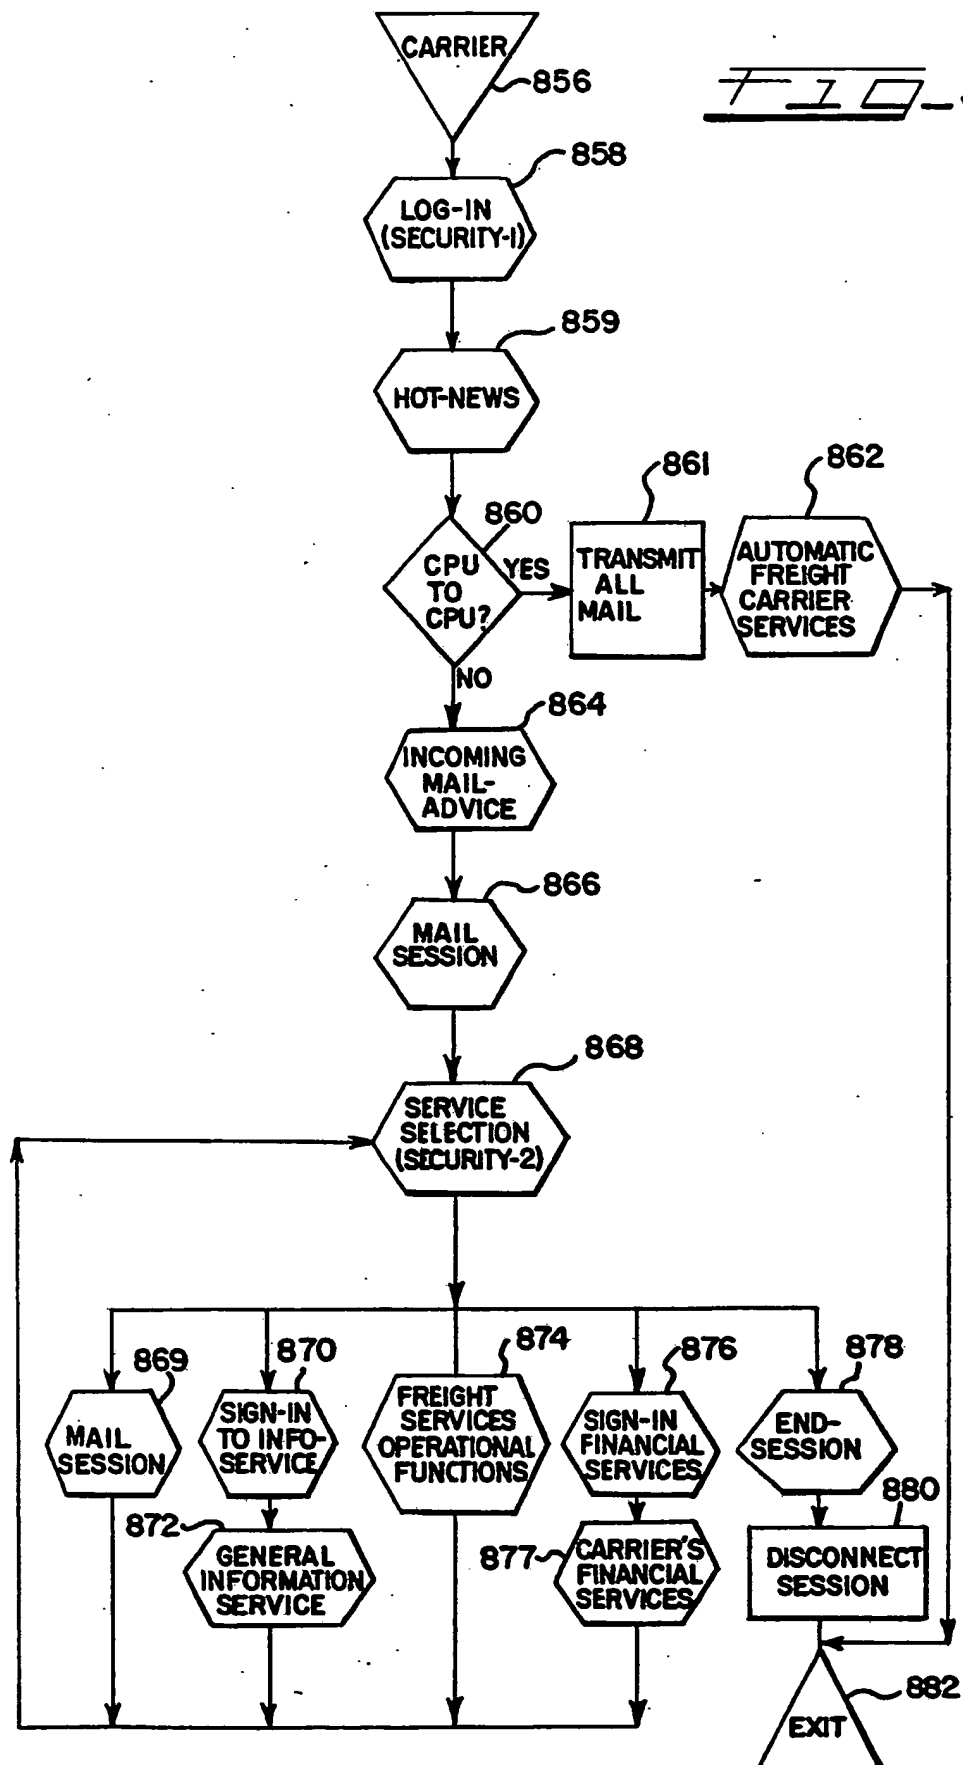 CARRIER
856
Fig.
858
LOG-IN
(SECURITY-1)
859
HOT-NEWS
860
CPU
TO
CPU?
YES
NO
861
TRANSMIT
ALL
MAIL
862
AUTOMATIC
FREIGHT
CARRIER
SERVICES
864
INCOMING
MAIL-
ADVICE
866
MAIL
SESSION
868
SERVICE
SELECTION
(SECURITY-2)
869
MAIL
SESSION
870
SIGN-IN
TO INFO-
SERVICE
872
GENERAL
INFORMATION
SERVICE
874
FREIGHT
SERVICES
OPERATIONAL
FUNCTIONS
876
SIGN-IN
FINANCIAL
SERVICES
877
CARRIER'S
FINANCIAL
SERVICES
878
END-
SESSION
880
DISCONNECT
SESSION
882
EXIT